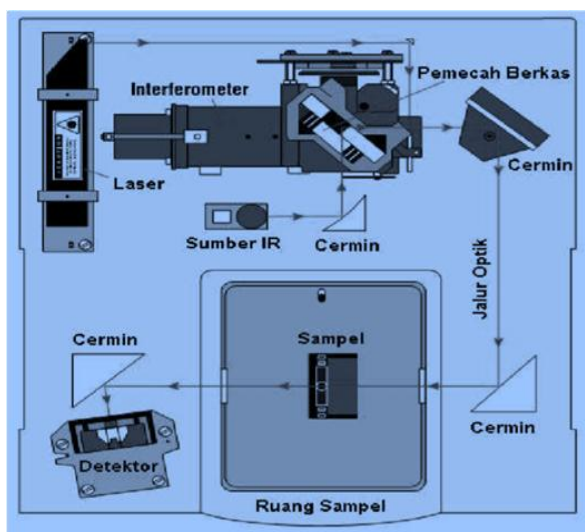 Interferometer
Pemecah Berkas
Cermin
Laser
Sumber IR
Cermin
Jalur Optik
Cermin
Sampel
Cermin
Detektor
Ruang Sampel